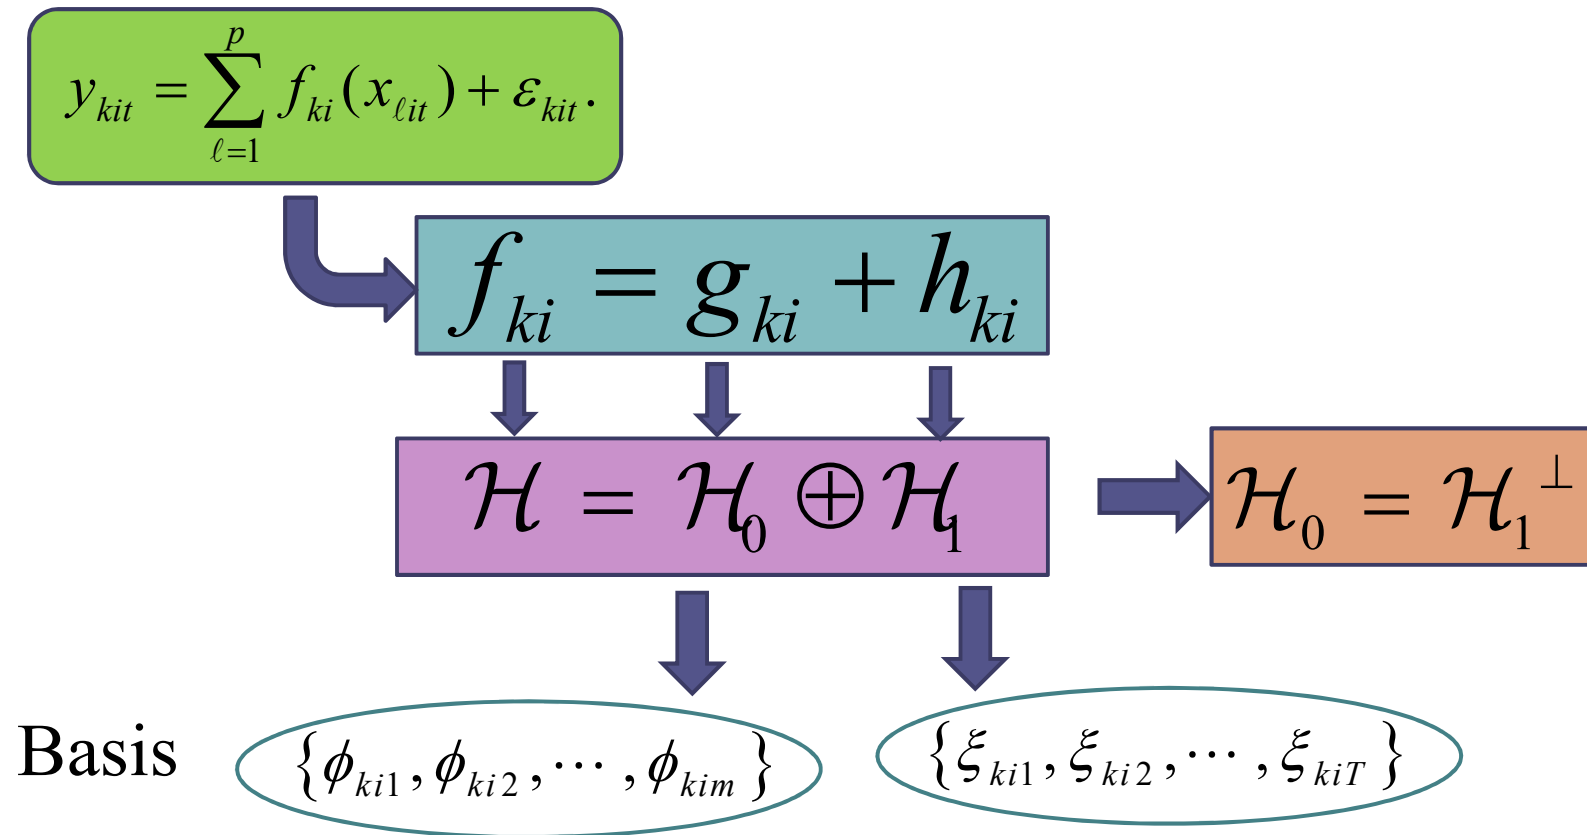 y_{kit} = \sum_{\ell=1}^{p} f_{ki}(x_{\ell it}) + \varepsilon_{kit}.
f_{ki} = g_{ki} + h_{ki}
\mathcal{H} = \mathcal{H}_0 \oplus \mathcal{H}_1
\mathcal{H}_0 = \mathcal{H}_1^{\perp}
Basis
\{\phi_{ki1}, \phi_{ki2}, \cdots, \phi_{kim}\}
\{\xi_{ki1}, \xi_{ki2}, \cdots, \xi_{kiT}\}